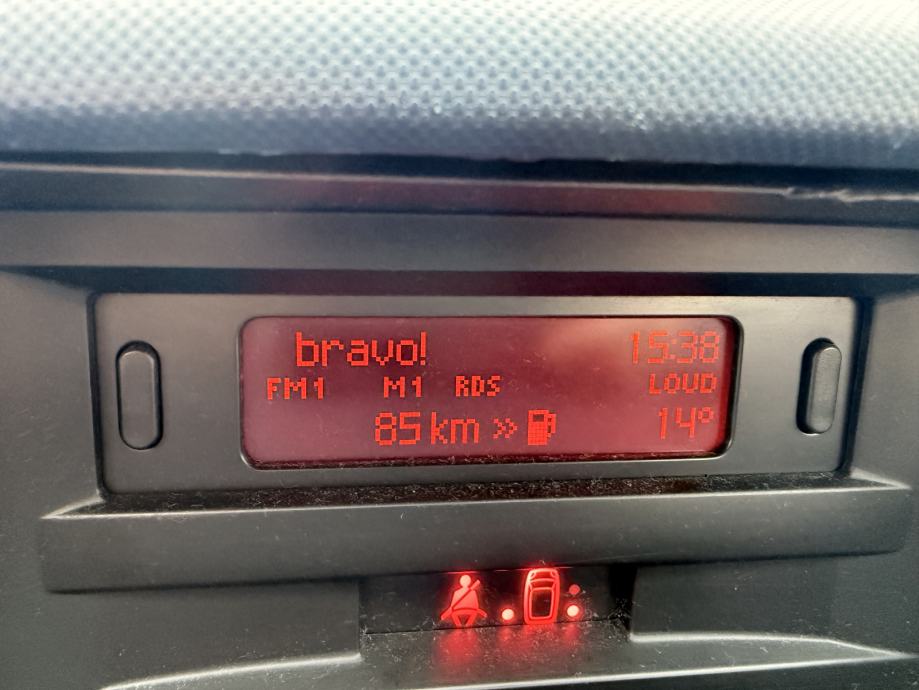 bravo! 15:38
FM1 M1 RDS LOUD
85 km » 14°